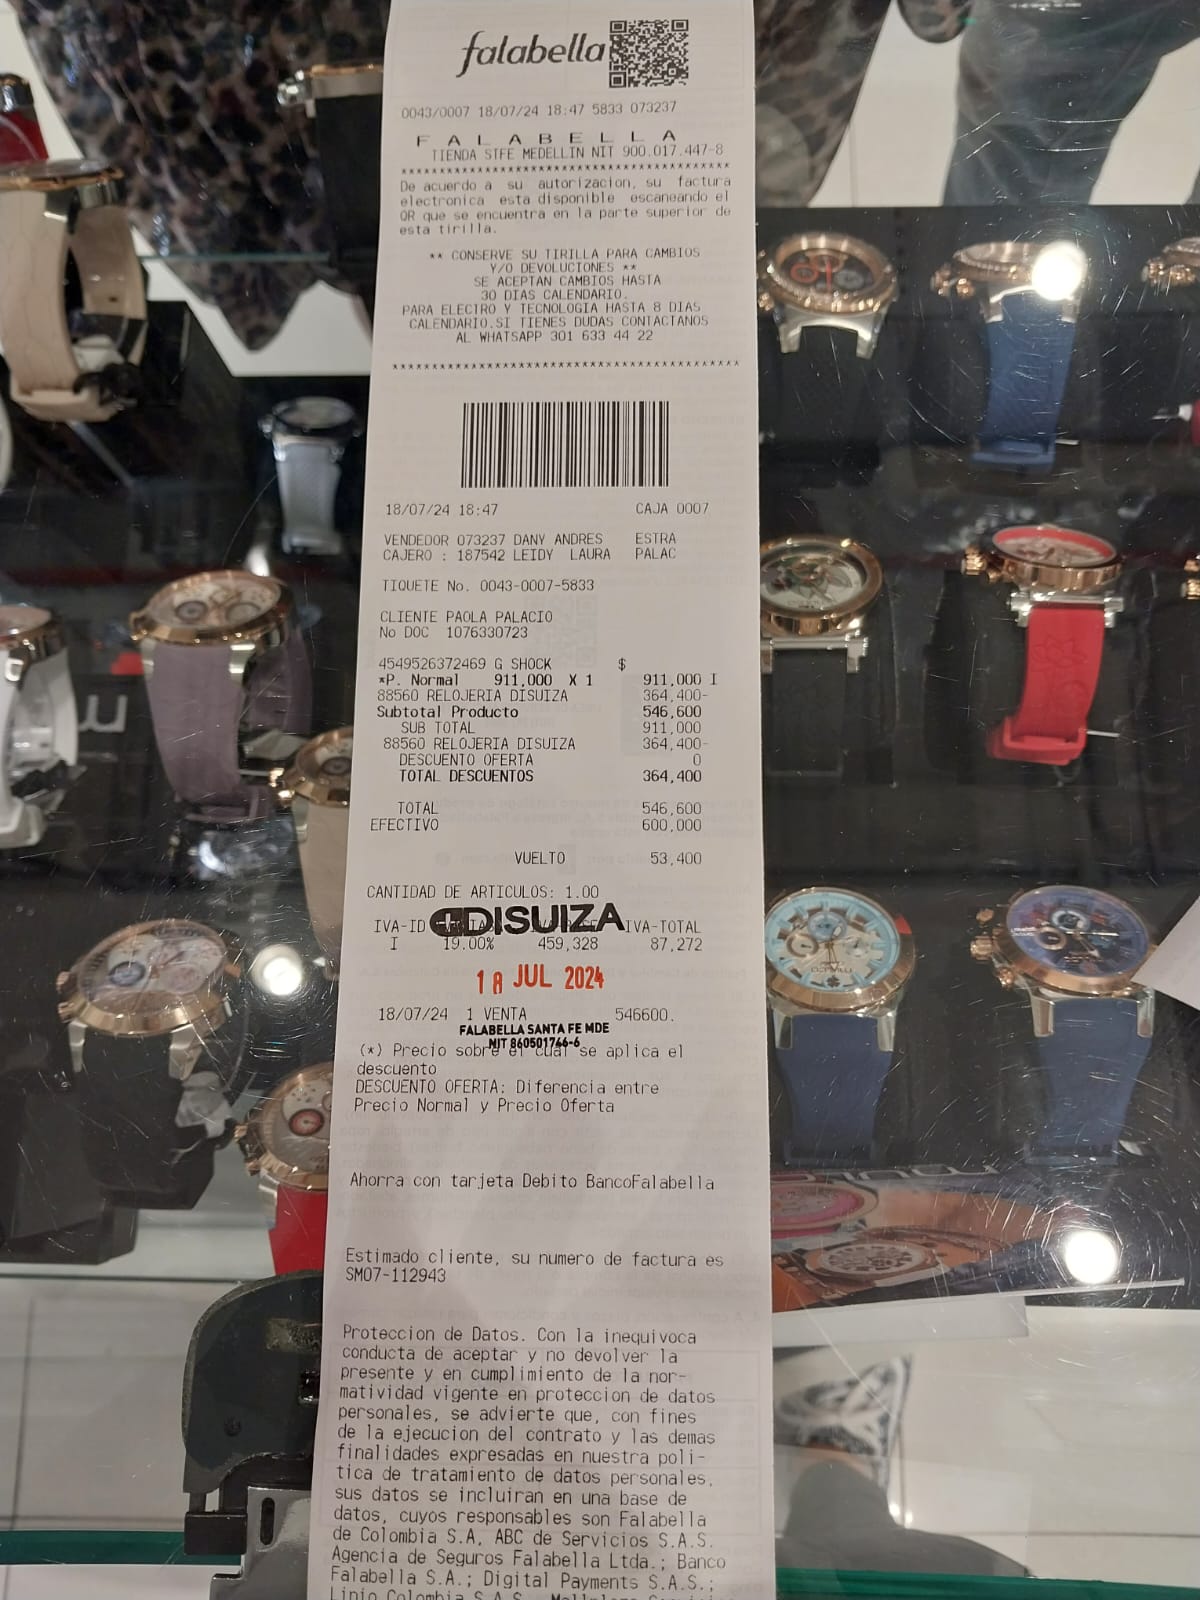 falabella
0043/0007 18/07/24 18:47 5833 073237
F A L A B E L L A
TIENDA STFE MEDELLIN NIT 900.017.447-8
****************************************
De acuerdo a su autorizacion, su factura
electronica esta disponible escaneando el
QR que se encuentra en la parte superior de
esta tirilla.
** CONSERVE SU TIRILLA PARA CAMBIOS
Y/O DEVOLUCIONES **
SE ACEPTAN CAMBIOS HASTA
30 DIAS CALENDARIO.
PARA ELECTRO Y TECNOLOGIA HASTA 8 DIAS
CALENDARIO.SI TIENES DUDAS CONTACTANOS
AL WHATSAPP 301 633 44 22
****************************************
18/07/24 18:47 CAJA 0007
VENDEDOR 073237 DANY ANDRES ESTRA
CAJERO : 187542 LEIDY LAURA PALAC
TIQUETE No. 0043-0007-5833
CLIENTE PAOLA PALACIO
No DOC 1076330723
4549526372469 G SHOCK $
*P. Normal 911,000 X 1 911,000 I
88560 RELOJERIA DISUIZA 364,400-
Subtotal Producto 546,600
SUB TOTAL 911,000
88560 RELOJERIA DISUIZA 364,400-
DESCUENTO OFERTA 0
TOTAL DESCUENTOS 364,400
TOTAL 546,600
EFECTIVO 600,000
VUELTO 53,400
CANTIDAD DE ARTICULOS: 1.00
DISUIZA
IVA-ID IVA-TOTAL
I 19.00% 459,328 87,272
18 JUL 2024
18/07/24 1 VENTA 546600.
FALABELLA SANTA FE MDE
NIT 860501766-6
(*) Precio sobre el cual se aplica el
descuento
DESCUENTO OFERTA: Diferencia entre
Precio Normal y Precio Oferta
Ahorra con tarjeta Debito BancoFalabella
Estimado cliente, su numero de factura es
SM07-112943
Proteccion de Datos. Con la inequivoca
conducta de aceptar y no devolver la
presente y en cumplimiento de la nor-
matividad vigente en proteccion de datos
personales, se advierte que, con fines
de la ejecucion del contrato y las demas
finalidades expresadas en nuestra poli-
tica de tratamiento de datos personales,
sus datos se incluiran en una base de
datos, cuyos responsables son Falabella
de Colombia S.A, ABC de Servicios S.A.S.
Agencia de Seguros Falabella Ltda.; Banco
Falabella S.A.; Digital Payments S.A.S.;